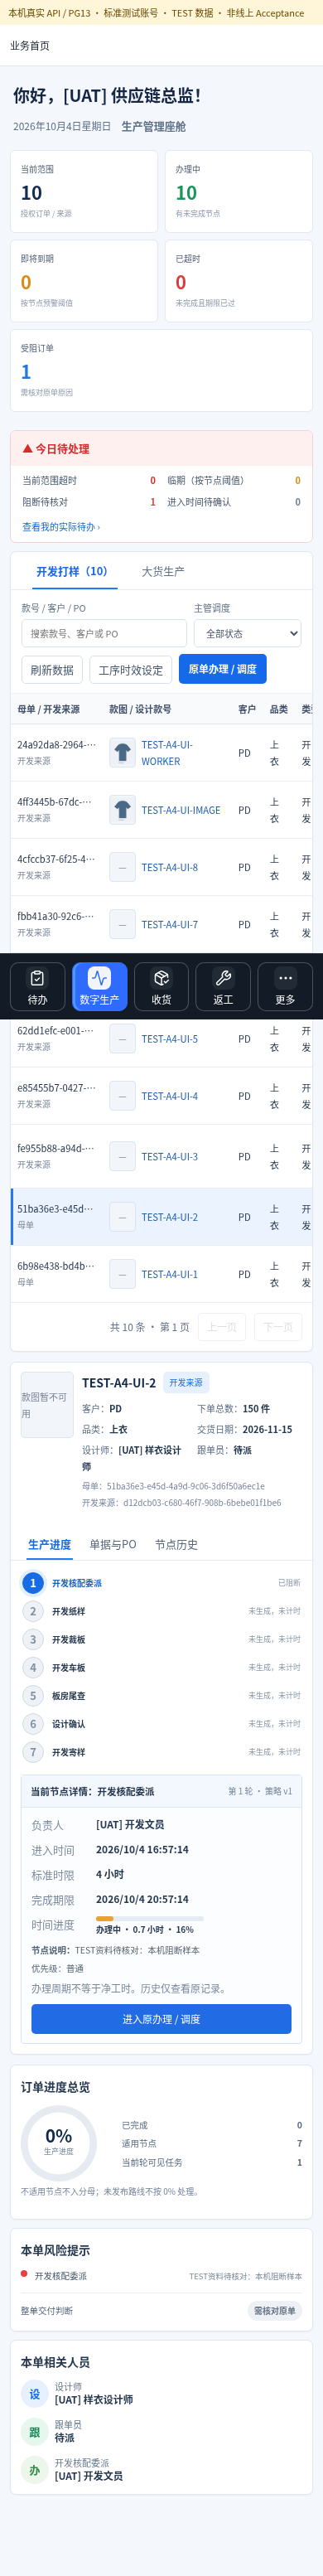 本机真实 API / PG13 · 标准测试账号 · TEST 数据 · 非线上 Acceptance
业务首页
你好，[UAT] 供应链总监！
2026年10月4日星期日 生产管理座舱
当前范围
10
授权订单 / 来源
办理中
10
有未完成节点
即将到期
0
按节点预警阈值
已超时
0
未完成且期限已过
受阻订单
1
需核对原单原因
▲ 今日待处理
当前范围超时 0 临期（按节点阈值） 0
阻断待核对 1 进入时间待确认 0
查看我的实际待办 ›
开发打样（10） 大货生产
款号 / 客户 / PO 主管调度
搜索款号、客户或 PO 全部状态
刷新数据 工序时效设定 原单办理 / 调度
母单 / 开发来源 款图 / 设计款号 客户 品类
24a92da8-2964-…
开发来源
TEST-A4-UI-
WORKER
PD
上
衣
开
发
4ff3445b-67dc-…
开发来源
TEST-A4-UI-IMAGE
PD
上
衣
开
发
4cfccb37-6f25-4…
开发来源
—
TEST-A4-UI-8
PD
上
衣
开
发
fbb41a30-92c6-…
开发来源
—
TEST-A4-UI-7
PD
上
衣
开
发
待办 数字生产 收货 返工 更多
62dd1efc-e001-…
开发来源
—
TEST-A4-UI-5
PD
上
衣
开
发
e85455b7-0427-…
开发来源
—
TEST-A4-UI-4
PD
上
衣
开
发
fe955b88-a94d-…
开发来源
—
TEST-A4-UI-3
PD
上
衣
开
发
51ba36e3-e45d…
母单
—
TEST-A4-UI-2
PD
上
衣
开
发
6b98e438-bd4b…
母单
—
TEST-A4-UI-1
PD
上
衣
开
发
共 10 条 · 第 1 页 上一页 下一页
款图暂不可
用
TEST-A4-UI-2 开发来源
客户：PD 下单总数：150 件
品类：上衣 交货日期：2026-11-15
设计师：[UAT] 样衣设计
师
跟单员：待派
母单：51ba36e3-e45d-4a9d-9c06-3d6f50a6ec1e
开发来源：d12cdb03-c680-46f7-908b-6bebe01f1be6
生产进度 单据与PO 节点历史
1 开发核配委派 已阻断
2 开发纸样 未生成，未计时
3 开发裁板 未生成，未计时
4 开发车板 未生成，未计时
5 板房尾查 未生成，未计时
6 设计确认 未生成，未计时
7 开发寄样 未生成，未计时
当前节点详情：开发核配委派 第 1 轮 · 策略 v1
负责人 [UAT] 开发文员
进入时间 2026/10/4 16:57:14
标准时限 4 小时
完成期限 2026/10/4 20:57:14
时间进度
办理中 · 0.7 小时 · 16%
节点说明：TEST资料待核对：本机阻断样本
优先级：普通
办理周期不等于净工时。历史仅查看原记录。
进入原办理 / 调度
订单进度总览
0%
生产进度
已完成 0
适用节点 7
当前轮可见任务 1
不适用节点不入分母；未发布路线不按 0% 处理。
本单风险提示
开发核配委派 TEST资料待核对：本机阻断样本
整单交付判断 需核对原单
本单相关人员
设
设计师
[UAT] 样衣设计师
跟
跟单员
待派
办
开发核配委派
[UAT] 开发文员